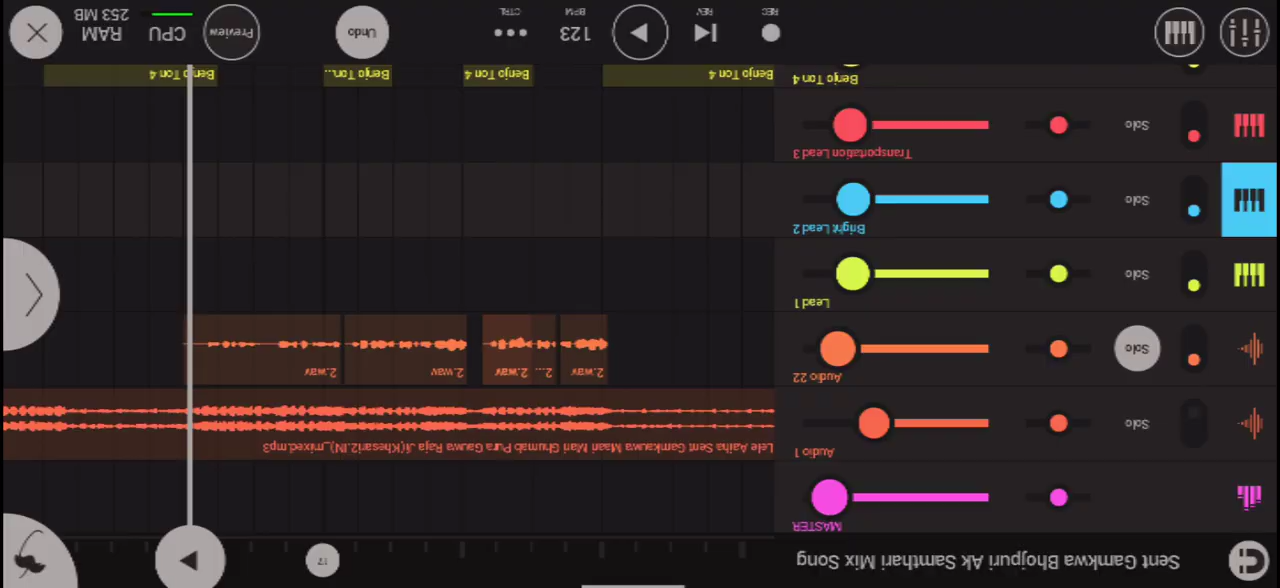 Sent Gamkwa Bhojpuri Ak Samthari Mix Song
17
MASTER
Audio 1
Solo
Lele Aaiha Sent Gamkauwa Maan Mari Ghumab Pura Gauwa Raja Ji(Khesari2.IN)_mixed.mp3
Audio 22
Solo
2.wav 2... 2.wav 2.wav 2.wav
Lead 1
Solo
Bright Lead 2
Solo
Transportation Lead 3
Solo
Benjo Ton 4
Benjo Ton 4 Benjo Ton 4 Benjo Ton... Benjo Ton 4
REC
REV
123 BPM
CTRL
Undo
Preview
CPU
RAM
253 MB